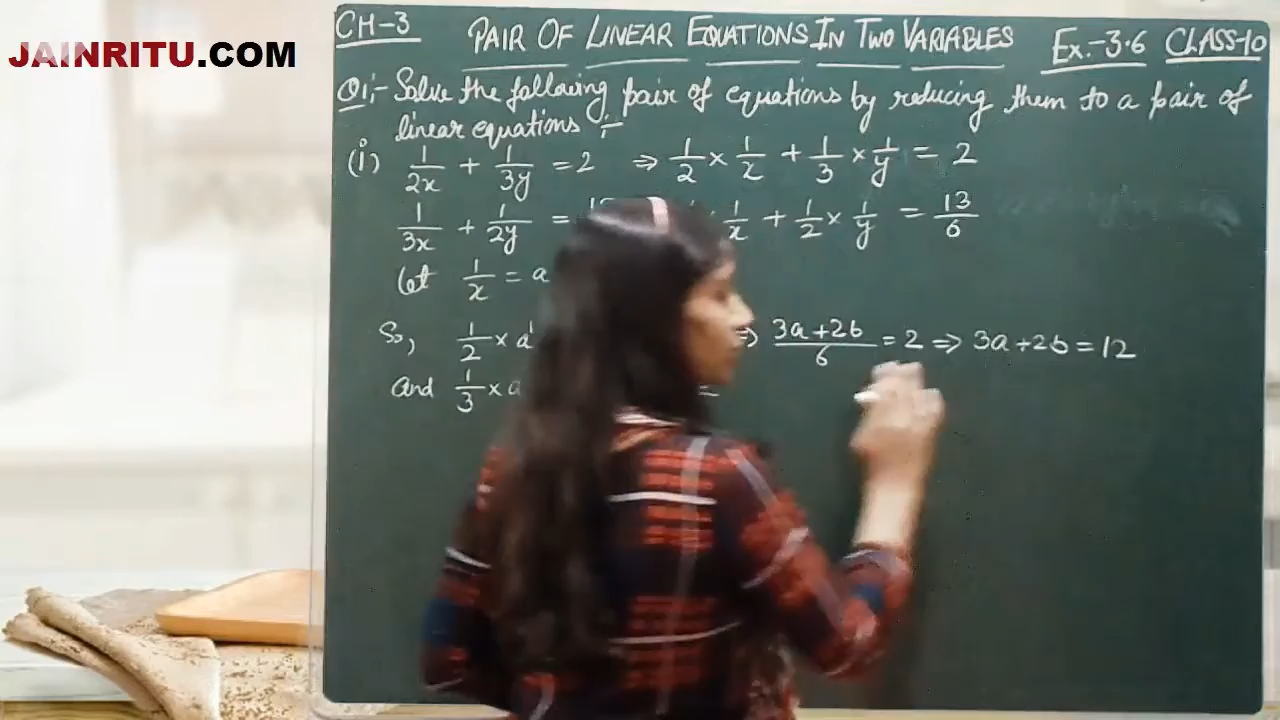 JAINRITU.COM
CH-3 PAIR OF LINEAR EQUATIONS IN TWO VARIABLES Ex.-3.6 CLASS-10
Q1:- Solve the following pair of equations by reducing them to a pair of
linear equations :-
(i) 1/2x + 1/3y = 2 ⇒ 1/2 × 1/x + 1/3 × 1/y = 2
1/3x + 1/2y = 1/x + 1/2 × 1/y = 13/6
Let 1/x = a
So, 1/2 × a ⇒ 3a+2b/6 = 2 ⇒ 3a+2b = 12
and 1/3 × a =